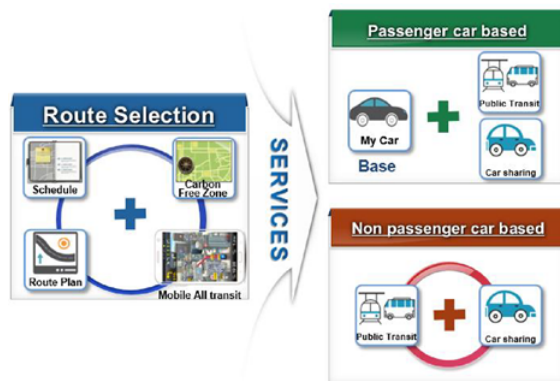 Route Selection
Schedule
Carbon
Free Zone
Route Plan
Mobile All transit
SERVICES
Passenger car based
My Car
Base
Public Transit
Car sharing
Non passenger car based
Public Transit
Car sharing